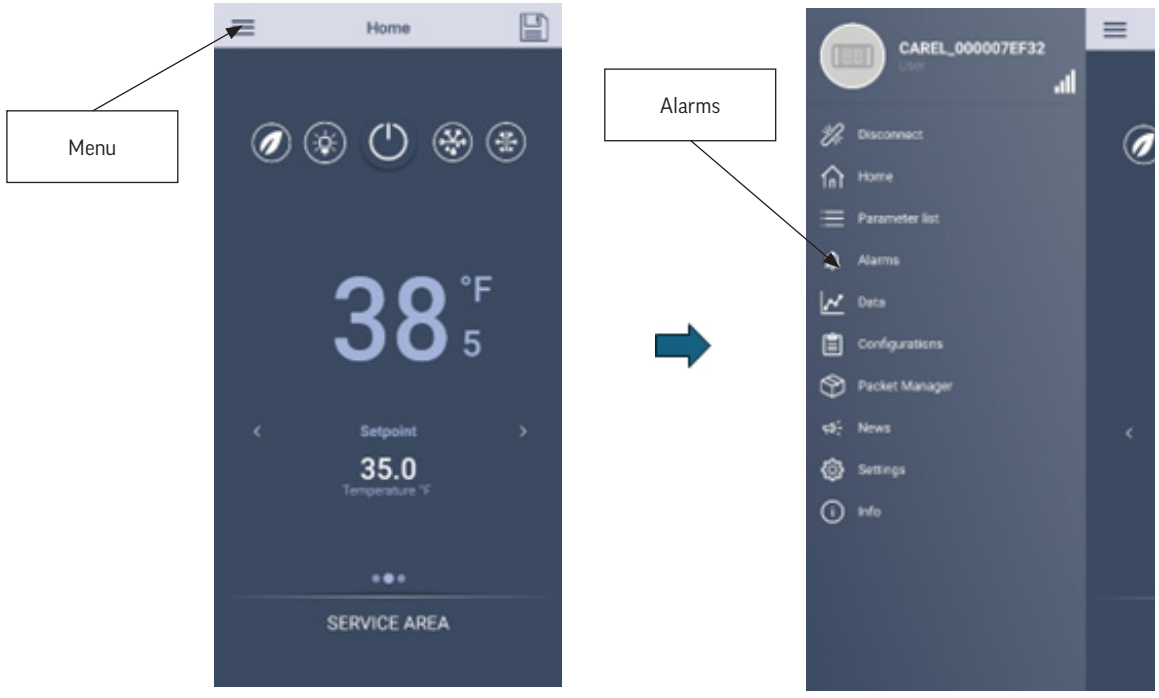 Home
Menu
38 °F
5
Setpoint
35.0
Temperature °F
SERVICE AREA
Alarms
CAREL_000007EF32
User
Disconnect
Home
Parameter list
Alarms
Data
Configurations
Packet Manager
News
Settings
Info